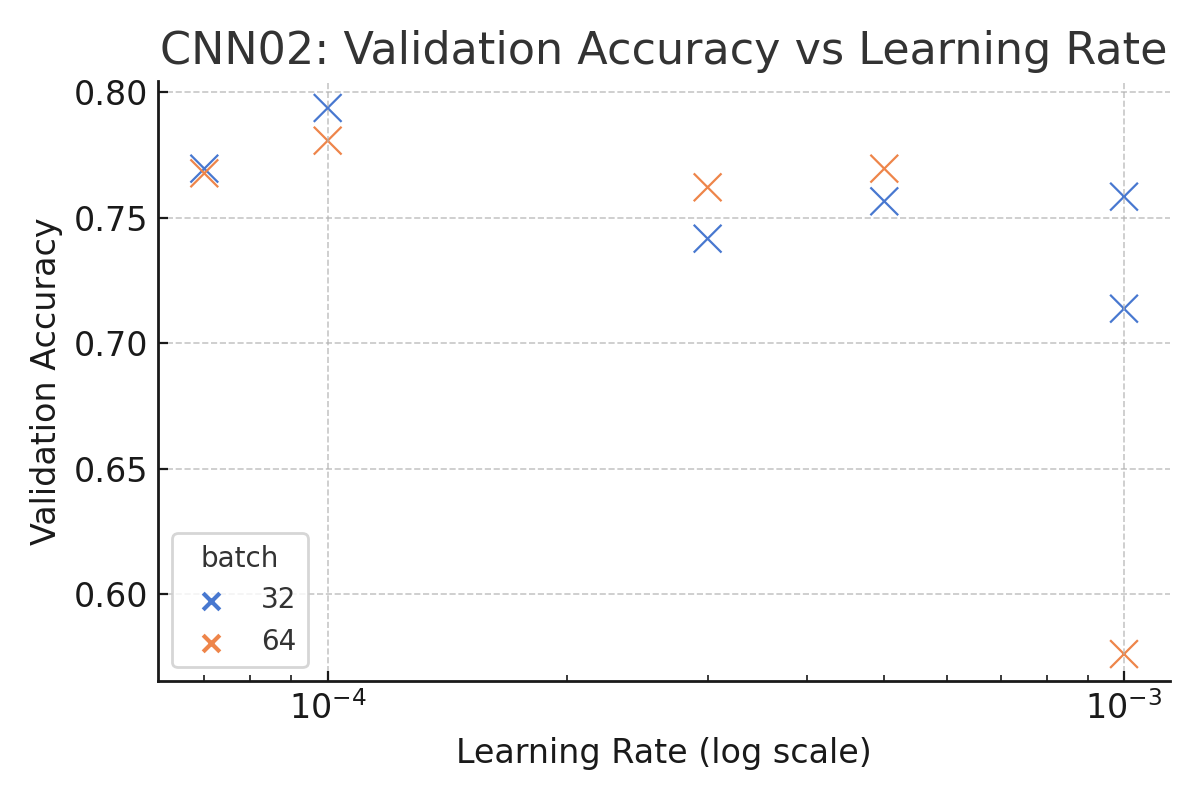 CNN02: Validation Accuracy vs Learning Rate
0.80
0.75
0.70
0.65
0.60
Validation Accuracy
batch
32
64
10⁻⁴
10⁻³
Learning Rate (log scale)